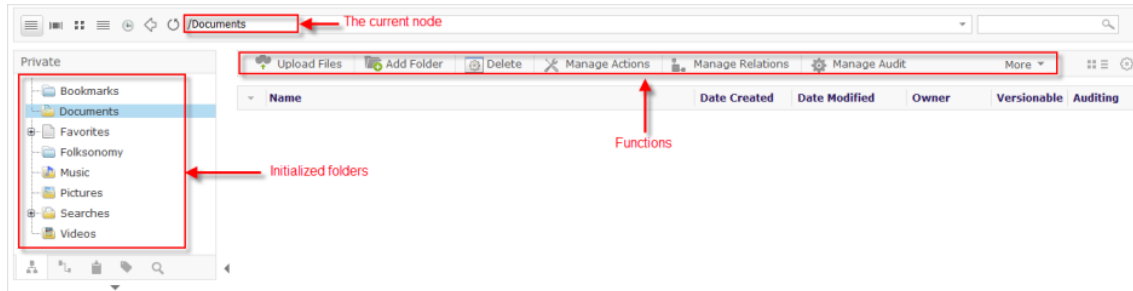 /Documents
The current node
Private
Upload Files Add Folder Delete Manage Actions Manage Relations Manage Audit More
Name Date Created Date Modified Owner Versionable Auditing
Bookmarks
Documents
Favorites
Folksonomy
Music
Pictures
Searches
Videos
Functions
Initialized folders